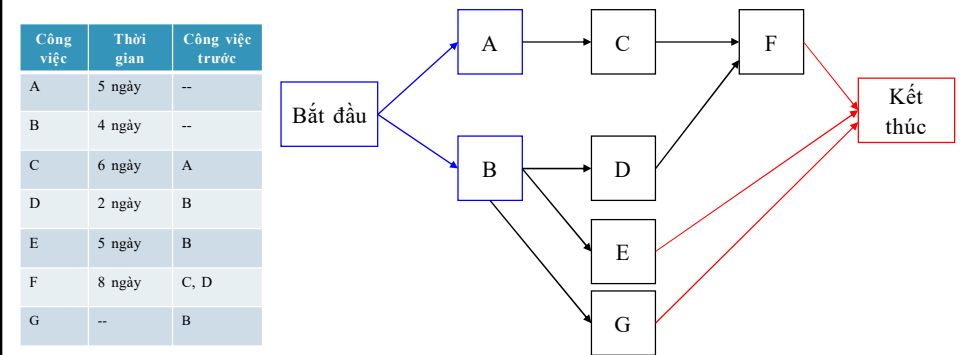 Công việc Thời gian Công việc trước
A 5 ngày --
B 4 ngày --
C 6 ngày A
D 2 ngày B
E 5 ngày B
F 8 ngày C, D
G -- B
Bắt đầu
A
C
F
Kết
thúc
B
D
E
G